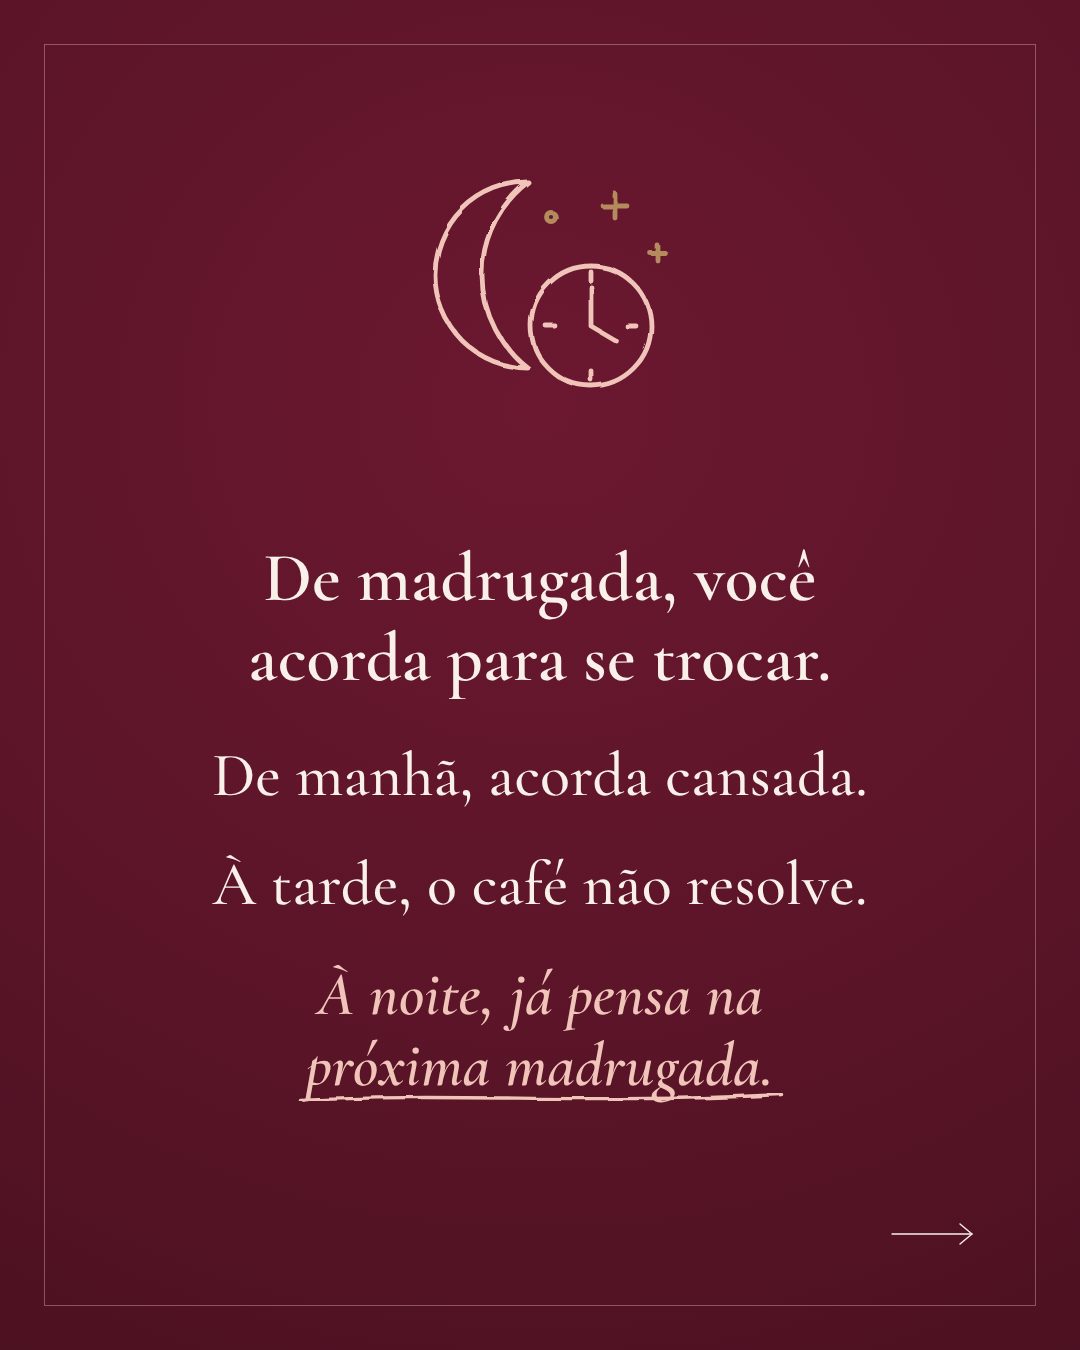 De madrugada, você
acorda para se trocar.
De manhã, acorda cansada.
À tarde, o café não resolve.
À noite, já pensa na
próxima madrugada.